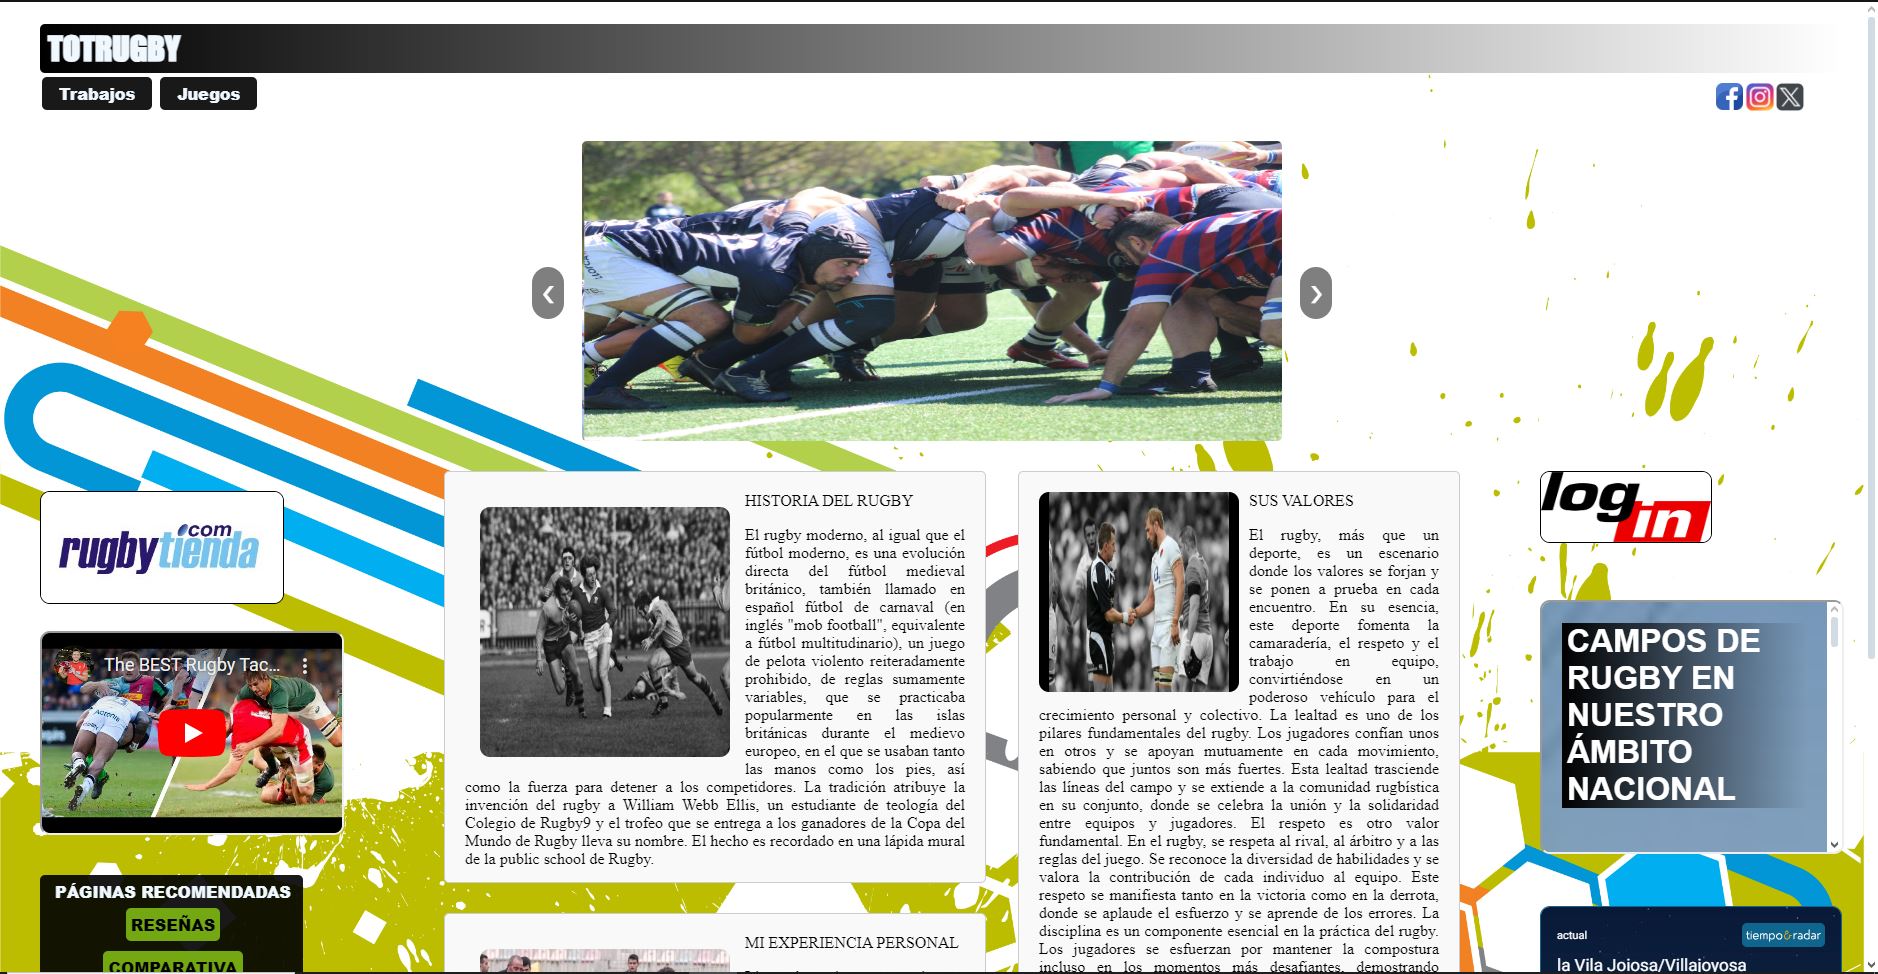 TOTRUGBY
Trabajos
Juegos
❮
❯
.com
rugbytienda
The BEST Rugby Tac...
PÁGINAS RECOMENDADAS
RESEÑAS
COMPARATIVA
HISTORIA DEL RUGBY
El rugby moderno, al igual que el
fútbol moderno, es una evolución
directa del fútbol medieval
británico, también llamado en
español fútbol de carnaval (en
inglés "mob football", equivalente
a fútbol multitudinario), un juego
de pelota violento reiteradamente
prohibido, de reglas sumamente
variables, que se practicaba
popularmente en las islas
británicas durante el medievo
europeo, en el que se usaban tanto
las manos como los pies, así
como la fuerza para detener a los competidores. La tradición atribuye la
invención del rugby a William Webb Ellis, un estudiante de teología del
Colegio de Rugby9 y el trofeo que se entrega a los ganadores de la Copa del
Mundo de Rugby lleva su nombre. El hecho es recordado en una lápida mural
de la public school de Rugby.
MI EXPERIENCIA PERSONAL
SUS VALORES
El rugby, más que un
deporte, es un escenario
donde los valores se forjan y
se ponen a prueba en cada
encuentro. En su esencia,
este deporte fomenta la
camaradería, el respeto y el
trabajo en equipo,
convirtiéndose en un
poderoso vehículo para el
crecimiento personal y colectivo. La lealtad es uno de los
pilares fundamentales del rugby. Los jugadores confían unos
en otros y se apoyan mutuamente en cada movimiento,
sabiendo que juntos son más fuertes. Esta lealtad trasciende
las líneas del campo y se extiende a la comunidad rugbística
en su conjunto, donde se celebra la unión y la solidaridad
entre equipos y jugadores. El respeto es otro valor
fundamental. En el rugby, se respeta al rival, al árbitro y a las
reglas del juego. Se reconoce la diversidad de habilidades y se
valora la contribución de cada individuo al equipo. Este
respeto se manifiesta tanto en la victoria como en la derrota,
donde se aplaude el esfuerzo y se aprende de los errores. La
disciplina es un componente esencial en la práctica del rugby.
Los jugadores se esfuerzan por mantener la compostura
incluso en los momentos más desafiantes, demostrando
log
in
CAMPOS DE
RUGBY EN
NUESTRO
ÁMBITO
NACIONAL
actual
tiempo&radar
la Vila Joiosa/Villajoyosa